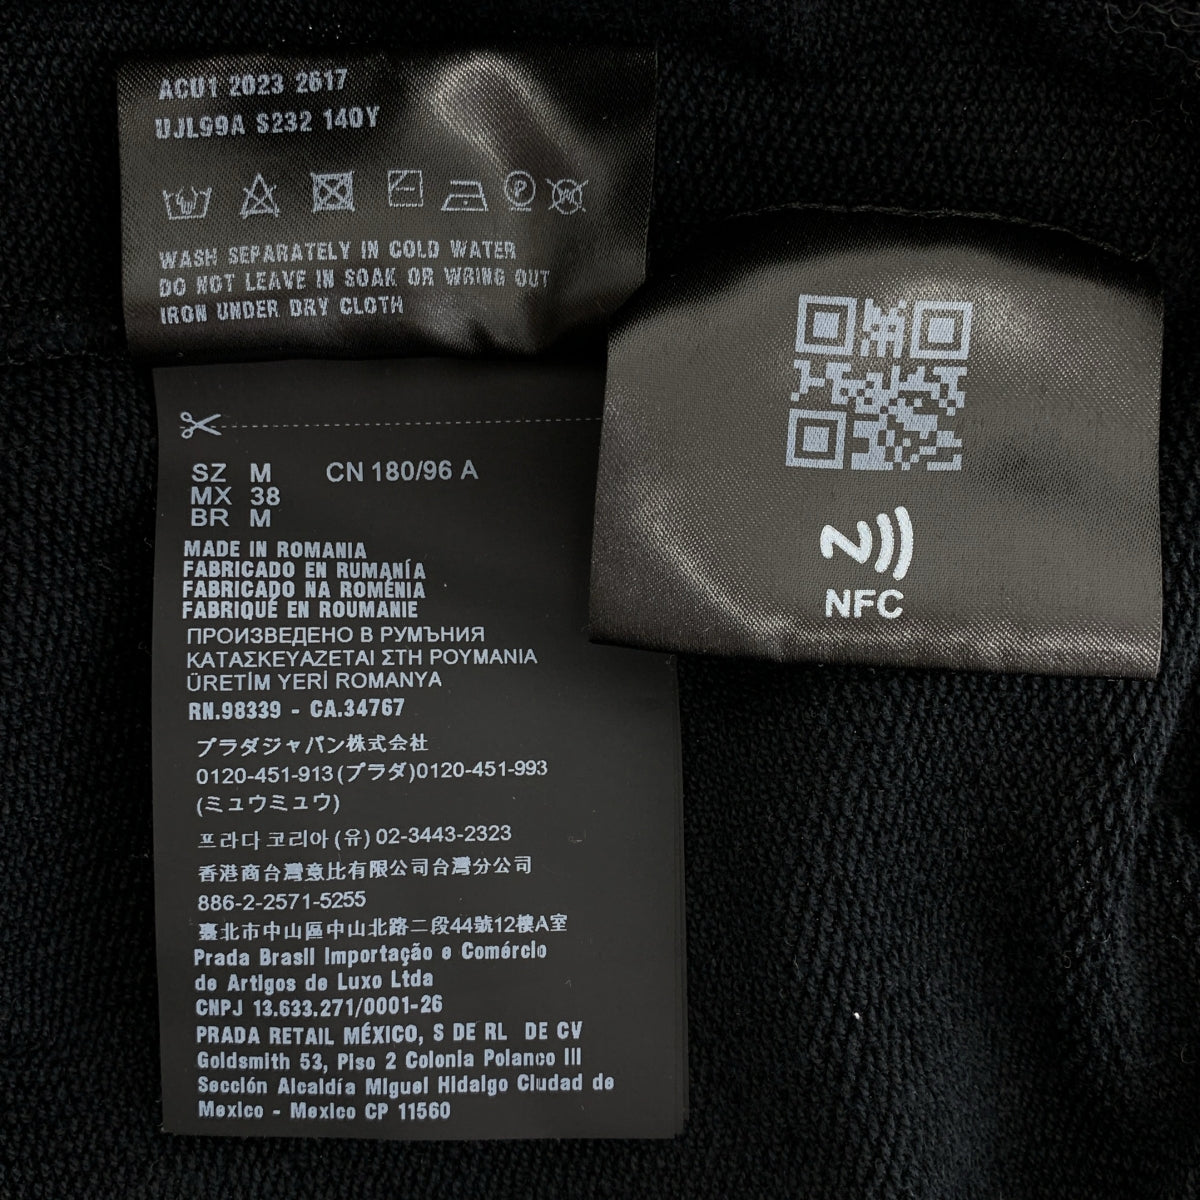 ACU1 2023 2617
UJL99A S232 140Y
P
WASH SEPARATELY IN COLD WATER
DO NOT LEAVE IN SOAK OR WRING OUT
IRON UNDER DRY CLOTH
NFC
SZ M CN 180/96 A
MX 38
BR M
MADE IN ROMANIA
FABRICADO EN RUMANÍA
FABRICADO NA ROMÉNIA
FABRIQUÉ EN ROUMANIE
ПРОИЗВЕДЕНО В РУМЪНИЯ
ΚΑΤΑΣΚΕΥΑΖΕΤΑΙ ΣΤΗ ΡΟΥΜΑΝΙΑ
ÜRETİM YERİ ROMANYA
RN.98339 - CA.34767
プラダジャパン株式会社
0120-451-913(プラダ)0120-451-993
(ミュウミュウ)
프라다 코리아 (유) 02-3443-2323
香港商台灣意比有限公司台灣分公司
886-2-2571-5255
臺北市中山區中山北路二段44號12樓A室
Prada Brasil Importação e Comércio
de Artigos de Luxo Ltda
CNPJ 13.633.271/0001-26
PRADA RETAIL MÉXICO, S DE RL DE CV
Goldsmith 53, Piso 2 Colonia Polanco III
Sección Alcaldía Miguel Hidalgo Ciudad de
Mexico - Mexico CP 11560